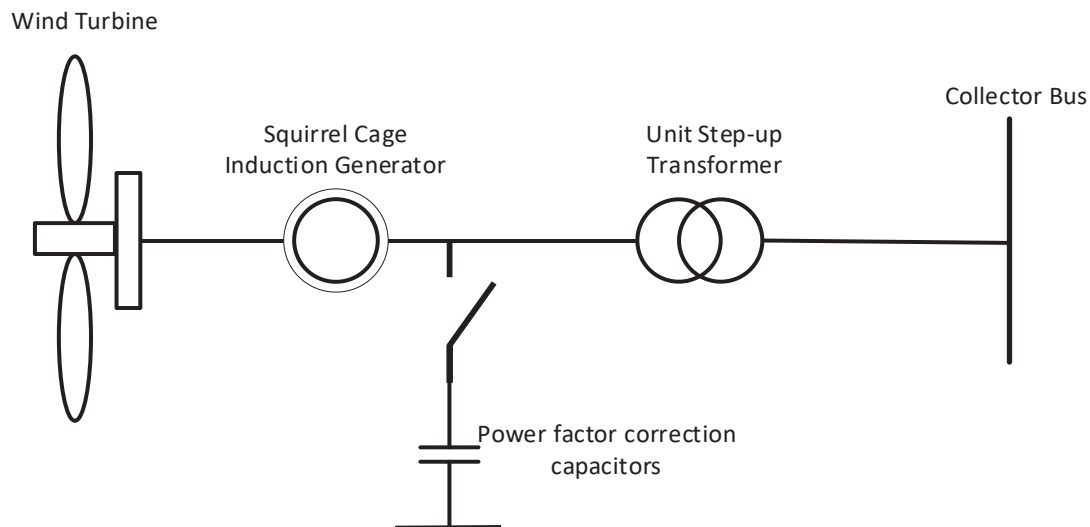 Wind Turbine
Squirrel Cage
Induction Generator
Unit Step-up
Transformer
Collector Bus
Power factor correction
capacitors